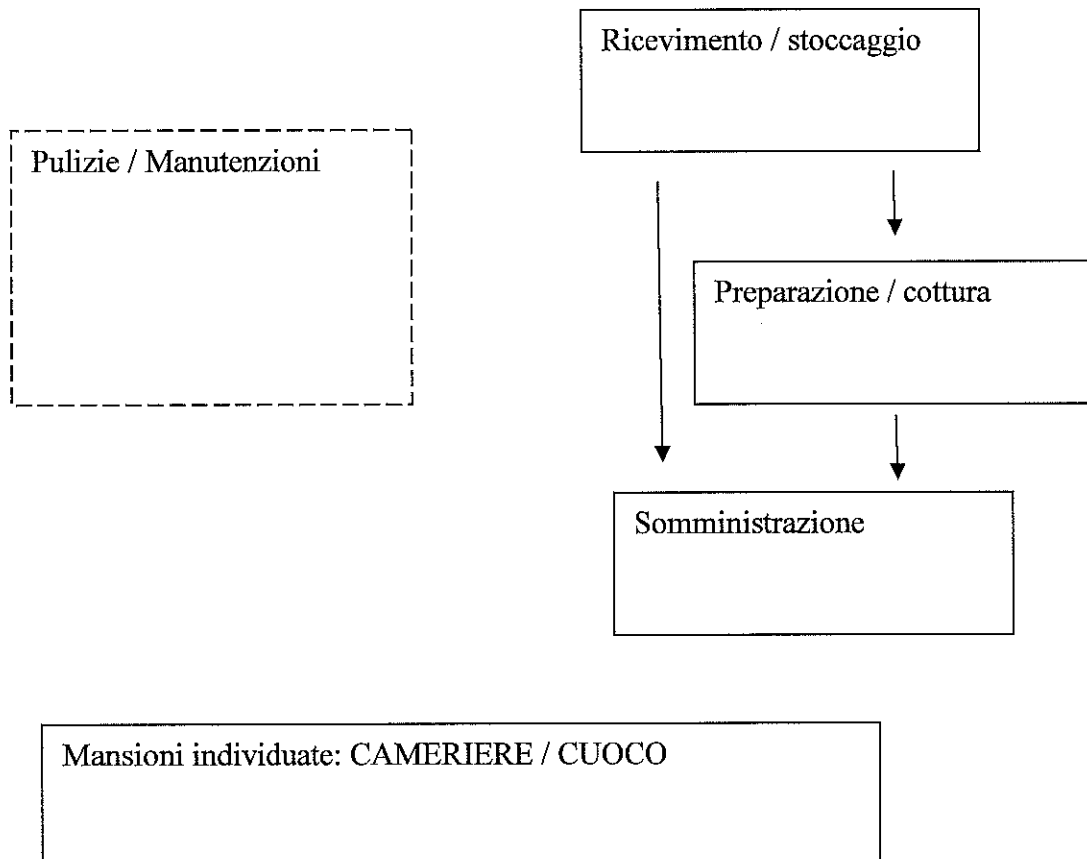 Ricevimento / stoccaggio
Pulizie / Manutenzioni
Preparazione / cottura
Somministrazione
Mansioni individuate: CAMERIERE / CUOCO